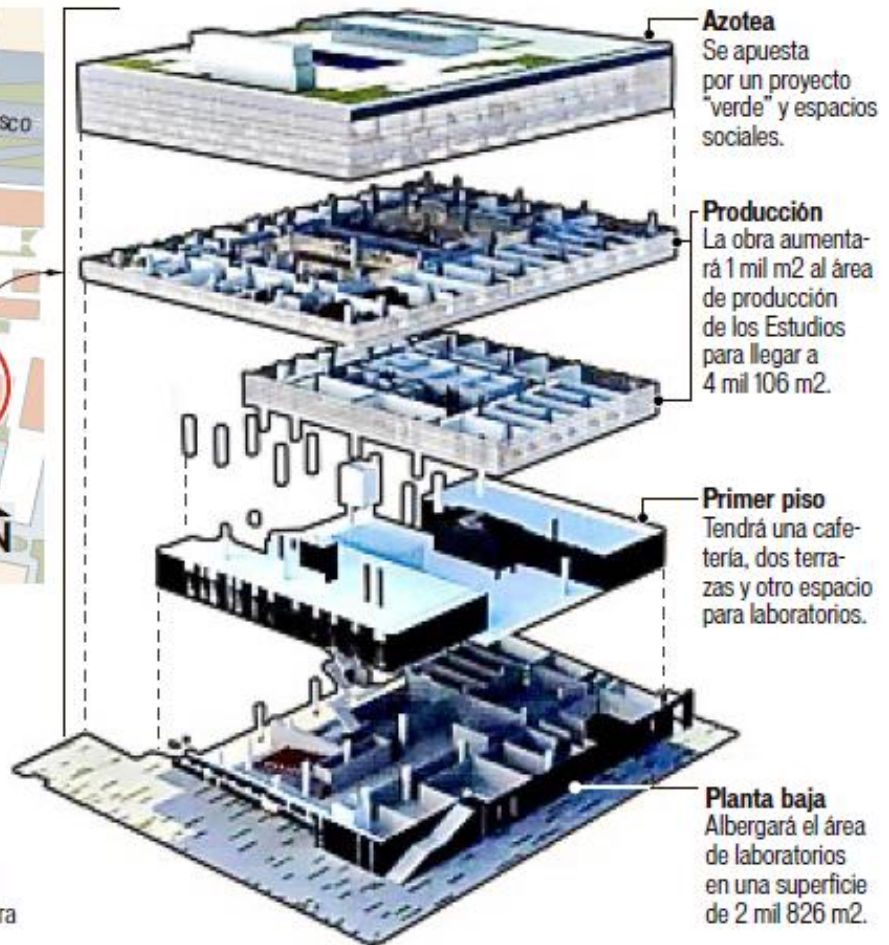 SCO
N
ra
Azotea
Se apuesta
por un proyecto
"verde" y espacios
sociales.
Producción
La obra aumenta-
rá 1 mil m2 al área
de producción
de los Estudios
para llegar a
4 mil 106 m2.
Primer piso
Tendrá una cafe-
tería, dos terra-
zas y otro espacio
para laboratorios.
Planta baja
Albergará el área
de laboratorios
en una superficie
de 2 mil 826 m2.